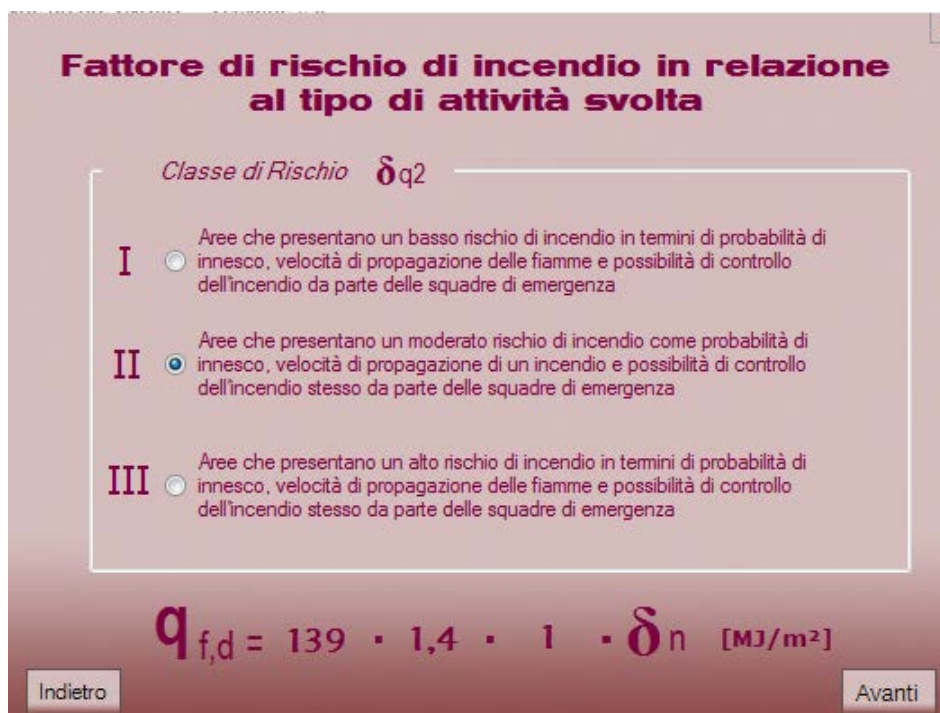 Fattore di rischio di incendio in relazione
al tipo di attività svolta
Classe di Rischio δq2
I
Aree che presentano un basso rischio di incendio in termini di probabilità di
innesco, velocità di propagazione delle fiamme e possibilità di controllo
dell'incendio da parte delle squadre di emergenza
II
Aree che presentano un moderato rischio di incendio come probabilità di
innesco, velocità di propagazione di un incendio e possibilità di controllo
dell'incendio stesso da parte delle squadre di emergenza
III
Aree che presentano un alto rischio di incendio in termini di probabilità di
innesco, velocità di propagazione delle fiamme e possibilità di controllo
dell'incendio stesso da parte delle squadre di emergenza
q f,d = 139 · 1,4 · 1 · δ n [MJ/m²]
Indietro
Avanti